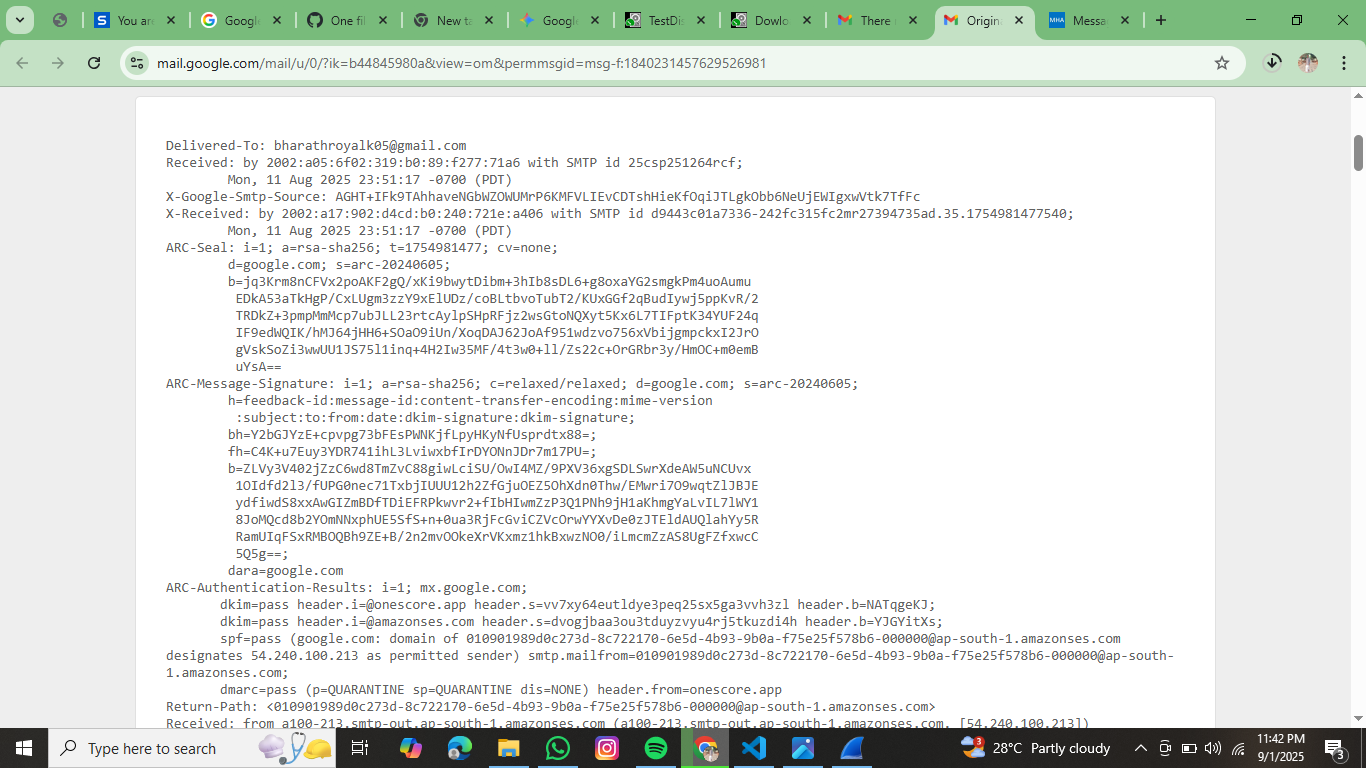 You are
Google
One fil
New ta
Google
TestDis
Dowlo
There i
Origina
MHA
Messa
mail.google.com/mail/u/0/?ik=b44845980a&view=om&permmsgid=msg-f:1840231457629526981
Delivered-To: bharathroyalk05@gmail.com
Received: by 2002:a05:6f02:319:b0:89:f277:71a6 with SMTP id 25csp251264rcf;
Mon, 11 Aug 2025 23:51:17 -0700 (PDT)
X-Google-Smtp-Source: AGHT+IFk9TAhhaveNGbWZOWUMrP6KMFVLIEvCDTshHieKfOqiJTLgkObb6NeUjEWIgxwVtk7TfFc
X-Received: by 2002:a17:902:d4cd:b0:240:721e:a406 with SMTP id d9443c01a7336-242fc315fc2mr27394735ad.35.1754981477540;
Mon, 11 Aug 2025 23:51:17 -0700 (PDT)
ARC-Seal: i=1; a=rsa-sha256; t=1754981477; cv=none;
d=google.com; s=arc-20240605;
b=jq3Krm8nCFVx2poAKF2gQ/xKi9bwytDibm+3hIb8sDL6+g8oxaYG2smgkPm4uoAumu
EDkA53aTkHgP/CxLUgm3zzY9xElUDz/coBLtbvoTubT2/KUxGGf2qBudIywj5ppKvR/2
TRDkZ+3pmpMmMcp7ubJLL23rtcAylpSHpRFjz2wsGtoNQXyt5Kx6L7TIFptK34YUF24q
IF9edWQIK/hMJ64jHH6+SOaO9iUn/XoqDAJ62JoAf951wdzvo756xVbijgmpckxI2JrO
gVskSoZi3wwUU1JS75l1inq+4H2Iw35MF/4t3w0+ll/Zs22c+OrGRbr3y/HmOC+m0emB
uYsA==
ARC-Message-Signature: i=1; a=rsa-sha256; c=relaxed/relaxed; d=google.com; s=arc-20240605;
h=feedback-id:message-id:content-transfer-encoding:mime-version
:subject:to:from:date:dkim-signature:dkim-signature;
bh=Y2bGJYzE+cpvpg73bFEsPWNKjfLpyHKyNfUsprdtx88=;
fh=C4K+u7Euy3YDR741ihL3LviwxbfIrDYONnJDr7m17PU=;
b=ZLVy3V402jZzC6wd8TmZvC88giwLciSU/OwI4MZ/9PXV36xgSDLSwrXdeAW5uNCUvx
1OIdfd2l3/fUPG0nec71TxbjIUUU12h2ZfGjuOEZ5OhXdn0Thw/EMwri7O9wqtZlJBJE
ydfiwdS8xxAwGIZmBDfTDiEFRPkwvr2+fIbHIwmZzP3Q1PNh9jH1aKhmgYaLvIL7lWY1
8JoMQcd8b2YOmNNxphUE5SfS+n+0ua3RjFcGviCZVcOrwYYXvDe0zJTEldAUQlahYy5R
RamUIqFSxRMBOQBh9ZE+B/2n2mvOOkeXrVKxmz1hkBxwzNO0/iLmcmZzAS8UgFZfxwcC
5Q5g==;
dara=google.com
ARC-Authentication-Results: i=1; mx.google.com;
dkim=pass header.i=@onescore.app header.s=vv7xy64eutldye3peq25sx5ga3vvh3zl header.b=NATqgeKJ;
dkim=pass header.i=@amazonses.com header.s=dvogjbaa3ou3tduyzvyu4rj5tkuzdi4h header.b=YJGYitXs;
spf=pass (google.com: domain of 010901989d0c273d-8c722170-6e5d-4b93-9b0a-f75e25f578b6-000000@ap-south-1.amazonses.com
designates 54.240.100.213 as permitted sender) smtp.mailfrom=010901989d0c273d-8c722170-6e5d-4b93-9b0a-f75e25f578b6-000000@ap-south-
1.amazonses.com;
dmarc=pass (p=QUARANTINE sp=QUARANTINE dis=NONE) header.from=onescore.app
Return-Path: <010901989d0c273d-8c722170-6e5d-4b93-9b0a-f75e25f578b6-000000@ap-south-1.amazonses.com>
Received: from a100-213.smtp-out.ap-south-1.amazonses.com (a100-213.smtp-out.ap-south-1.amazonses.com. [54.240.100.213])
Type here to search
28°C Partly cloudy
11:42 PM
9/1/2025
3